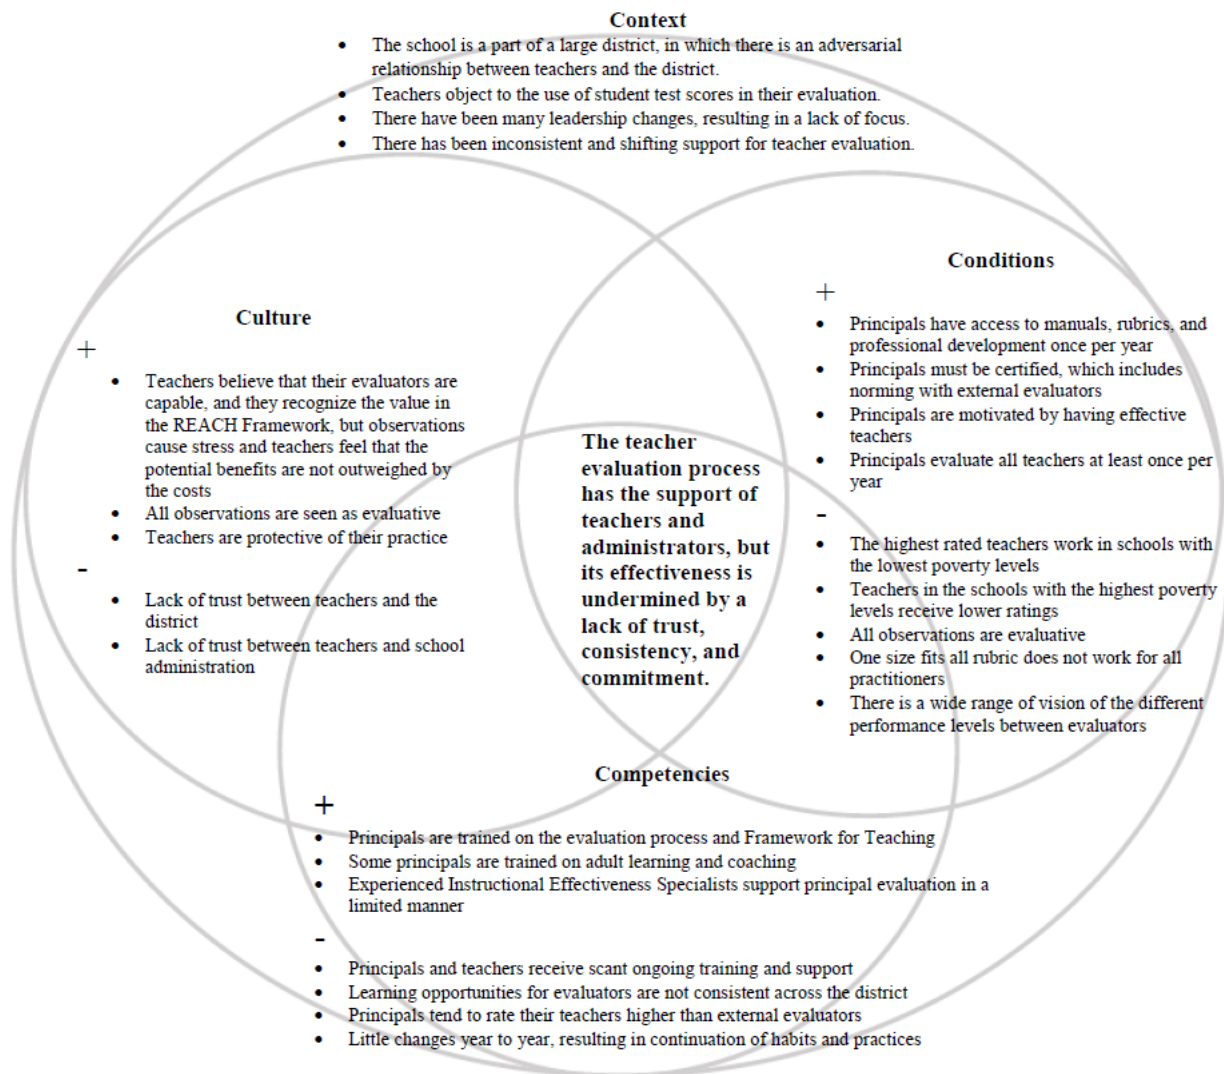 Context
• The school is a part of a large district, in which there is an adversarial
relationship between teachers and the district.
• Teachers object to the use of student test scores in their evaluation.
• There have been many leadership changes, resulting in a lack of focus.
• There has been inconsistent and shifting support for teacher evaluation.
Culture
+
• Teachers believe that their evaluators are
capable, and they recognize the value in
the REACH Framework, but observations
cause stress and teachers feel that the
potential benefits are not outweighed by
the costs
• All observations are seen as evaluative
• Teachers are protective of their practice
-
• Lack of trust between teachers and the
district
• Lack of trust between teachers and school
administration
The teacher
evaluation process
has the support of
teachers and
administrators, but
its effectiveness is
undermined by a
lack of trust,
consistency, and
commitment.
Conditions
+
• Principals have access to manuals, rubrics, and
professional development once per year
• Principals must be certified, which includes
norming with external evaluators
• Principals are motivated by having effective
teachers
• Principals evaluate all teachers at least once per
year
-
• The highest rated teachers work in schools with
the lowest poverty levels
• Teachers in the schools with the highest poverty
levels receive lower ratings
• All observations are evaluative
• One size fits all rubric does not work for all
practitioners
• There is a wide range of vision of the different
performance levels between evaluators
Competencies
+
• Principals are trained on the evaluation process and Framework for Teaching
• Some principals are trained on adult learning and coaching
• Experienced Instructional Effectiveness Specialists support principal evaluation in a
limited manner
-
• Principals and teachers receive scant ongoing training and support
• Learning opportunities for evaluators are not consistent across the district
• Principals tend to rate their teachers higher than external evaluators
• Little changes year to year, resulting in continuation of habits and practices